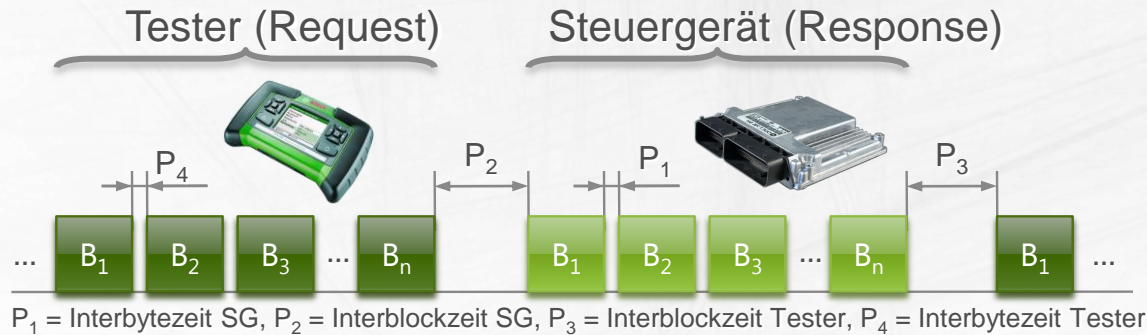 Tester (Request) Steuergerät (Response)
P₄ P₂ P₁ P₃
... B₁ B₂ B₃ ... Bₙ B₁ B₂ B₃ ... Bₙ B₁ ...
P₁ = Interbytezeit SG, P₂ = Interblockzeit SG, P₃ = Interblockzeit Tester, P₄ = Interbytezeit Tester